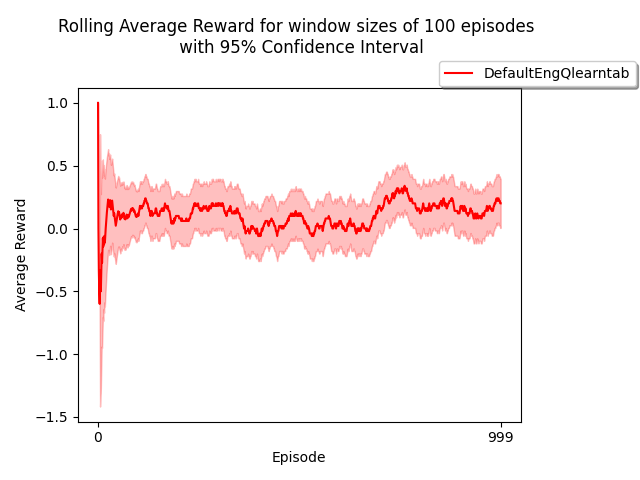 Rolling Average Reward for window sizes of 100 episodes
with 95% Confidence Interval
DefaultEngQlearntab
1.0
0.5
0.0
−0.5
−1.0
−1.5
Average Reward
0
999
Episode